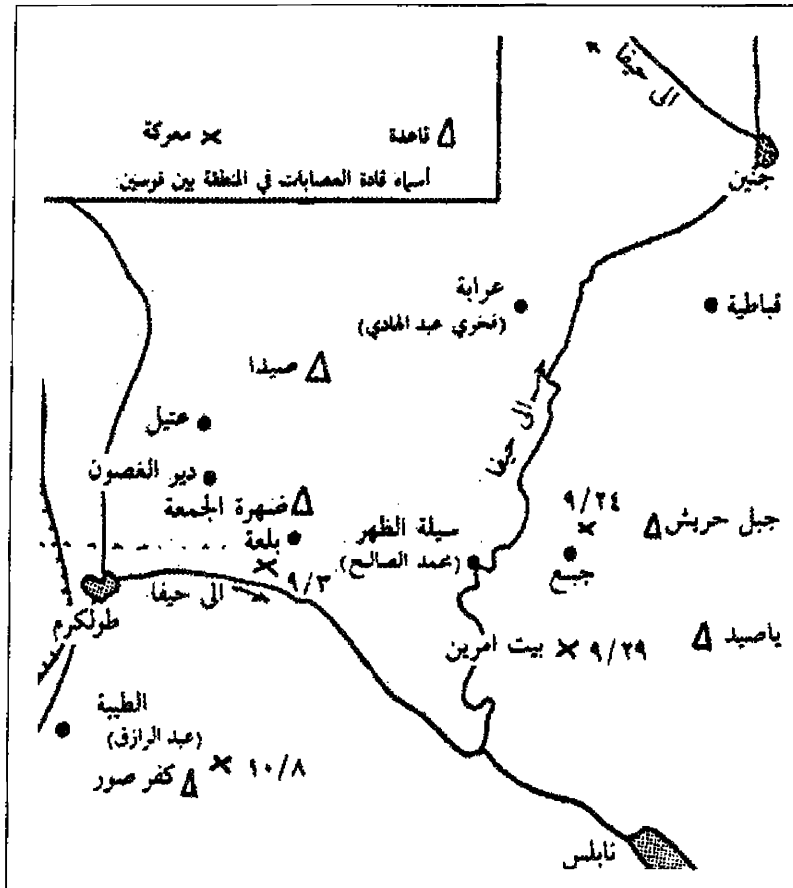 الى حيفا
جنين
قاعدة
معركة
أسماء قادة العصابات في المنطقة بين قوسين:
عرابة
(فخري عبد الهادي)
قباطية
صيدا
الى حيفا
عتيل
دير الغصون
ضهرة الجمعة
بلعة
٩/٣
سيلة الظهر
(محمد الصالح)
٩/٢٤
جبل حريش
جبع
الى حيفا
طولكرم
بيت امرين
٩/٢٩
ياصيد
الطيبة
(عبد الرازق)
كفر صور
١٠/٨
نابلس